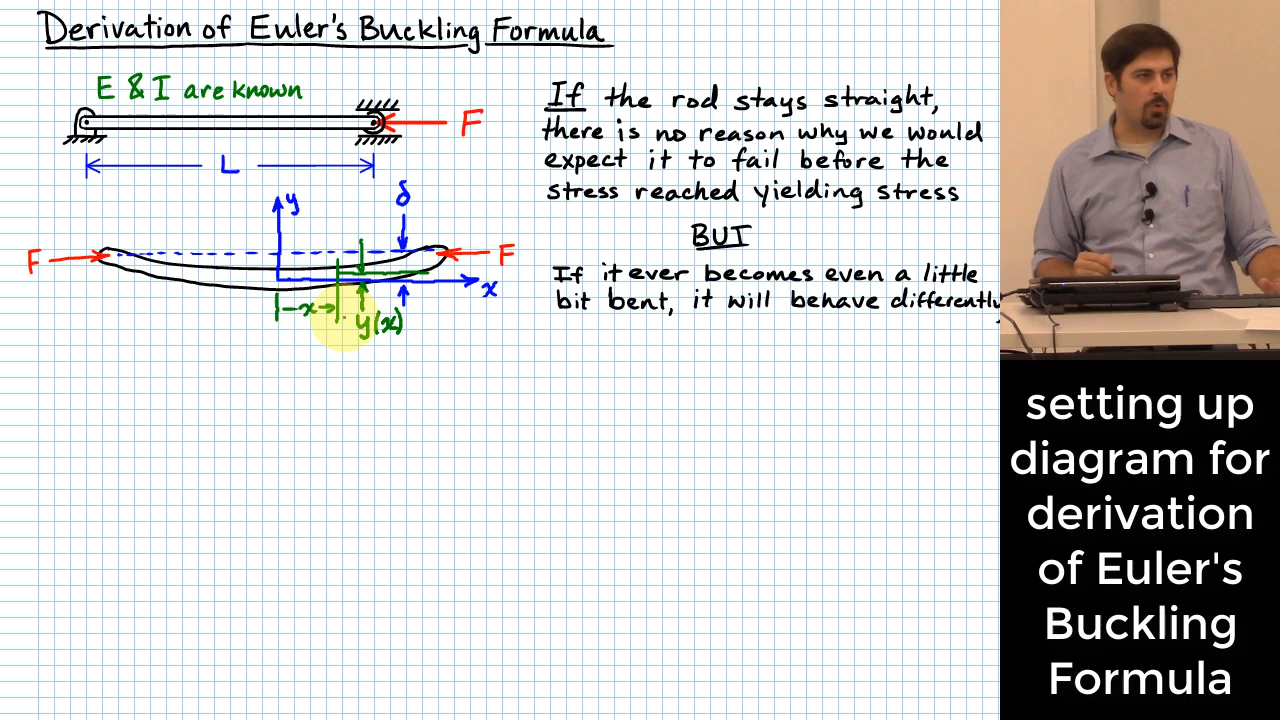 Derivation of Euler's Buckling Formula
E & I are known
F
L
If the rod stays straight,
there is no reason why we would
expect it to fail before the
stress reached yielding stress
BUT
If it ever becomes even a little
bit bent, it will behave differently
y
δ
F
F
x
x
y(x)
setting up
diagram for
derivation
of Euler's
Buckling
Formula